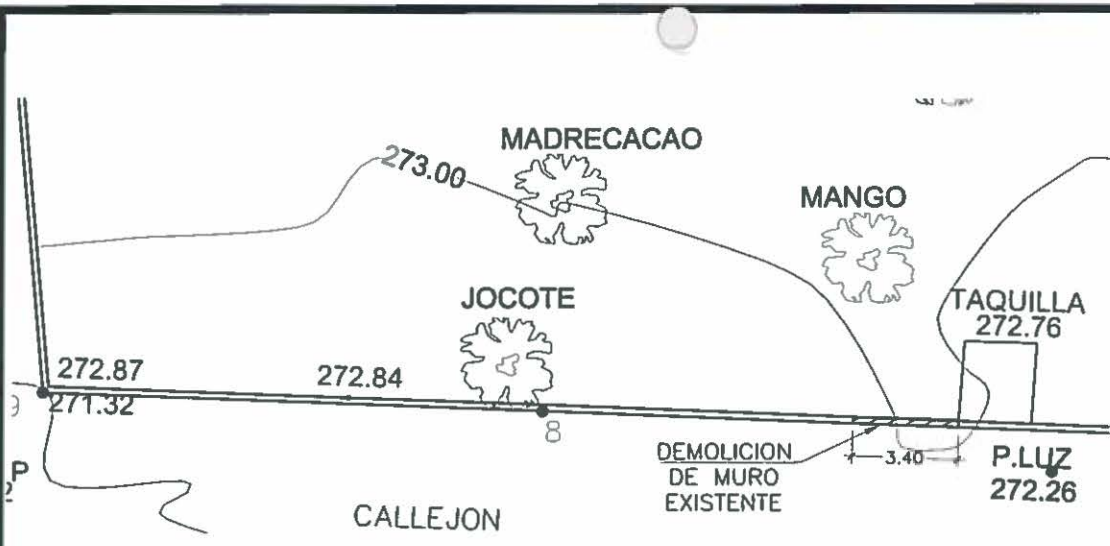 MADRECACAO
273.00
MANGO
JOCOTE
TAQUILLA
272.76
272.87
272.84
271.32
8
DEMOLICION
DE MURO
EXISTENTE
3.40
P.LUZ
272.26
P
CALLEJON